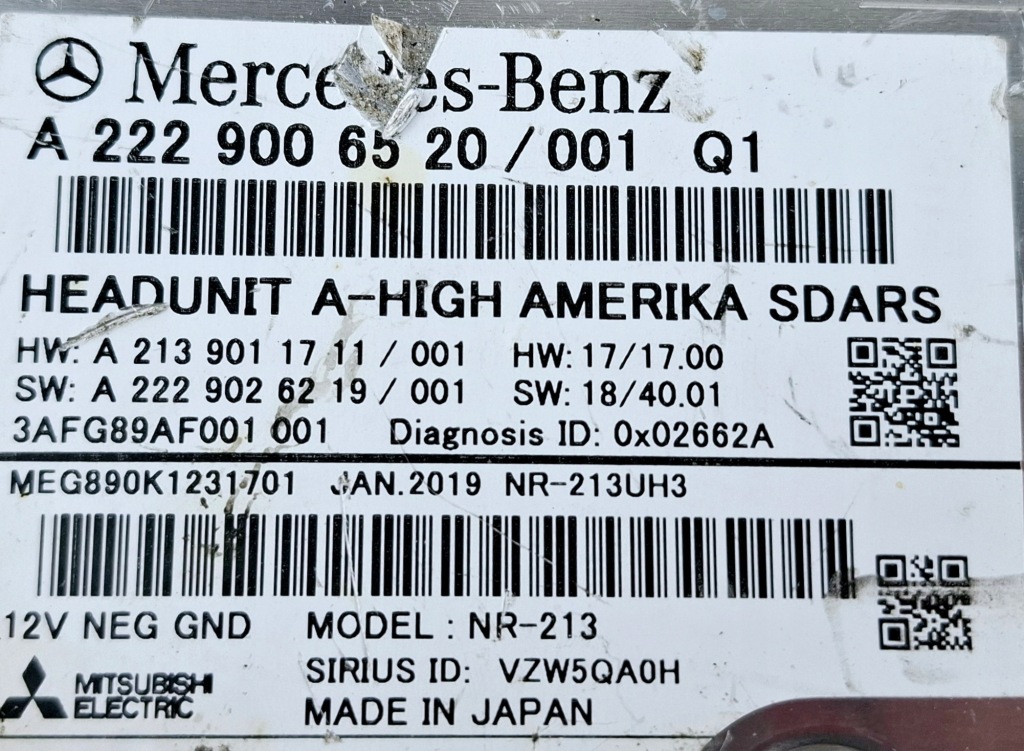 Mercedes-Benz
A 222 900 65 20 / 001 Q1
HEADUNIT A-HIGH AMERIKA SDARS
HW: A 213 901 17 11 / 001 HW: 17/17.00
SW: A 222 902 62 19 / 001 SW: 18/40.01
3AFG89AF001 001 Diagnosis ID: 0x02662A
MEG890K1231701 JAN.2019 NR-213UH3
12V NEG GND MODEL : NR-213
SIRIUS ID: VZW5QA0H
MITSUBISHI
ELECTRIC
MADE IN JAPAN